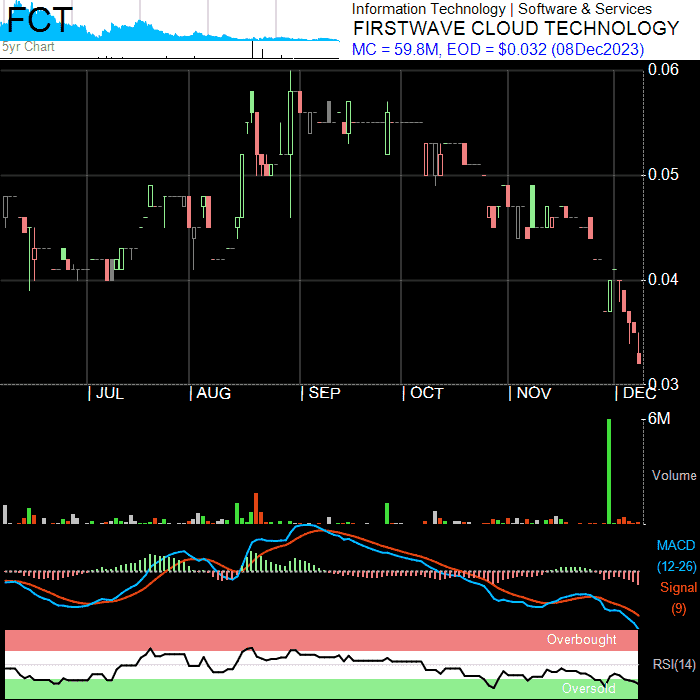 FCT
5yr Chart
Information Technology | Software & Services
FIRSTWAVE CLOUD TECHNOLOGY
MC = 59.8M, EOD = $0.032 (08Dec2023)
0.06
0.05
0.04
0.03
JUL AUG SEP OCT NOV DEC
6M
Volume
MACD
(12-26)
Signal
(9)
Overbought
RSI(14)
Oversold